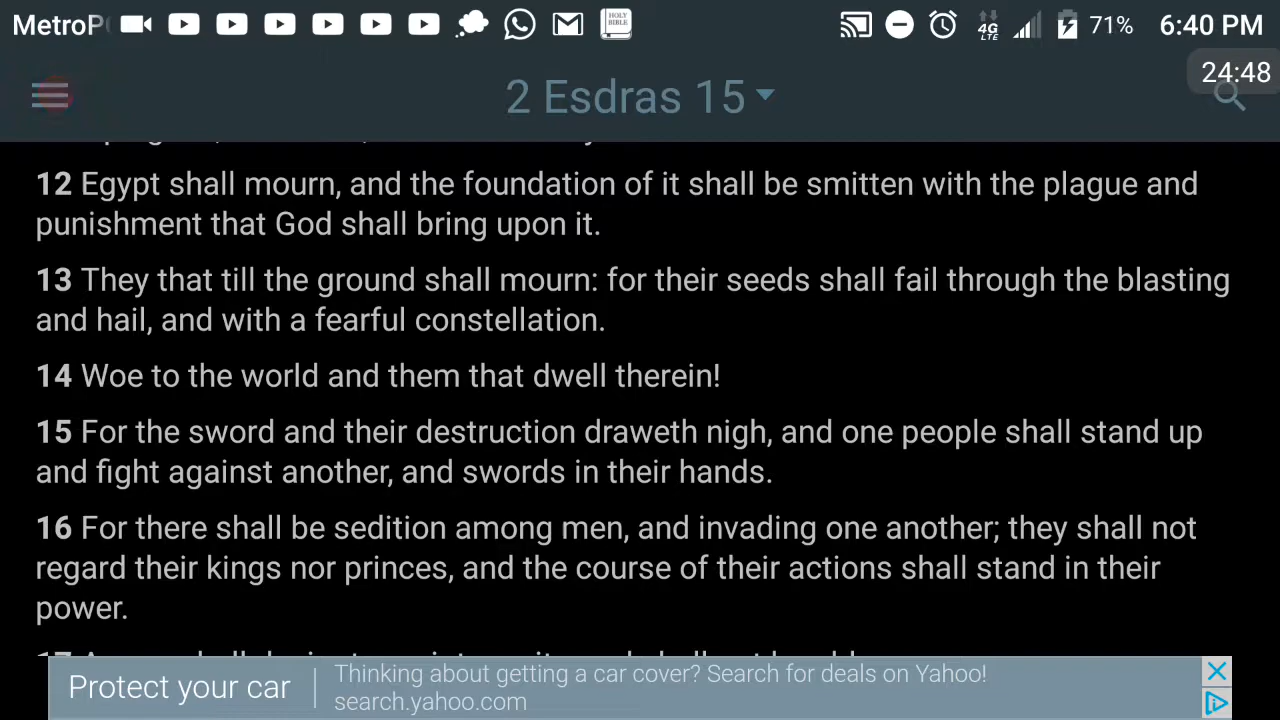 MetroP 71% 6:40 PM
HOLY BIBLE
4G LTE
24:48
2 Esdras 15
12 Egypt shall mourn, and the foundation of it shall be smitten with the plague and
punishment that God shall bring upon it.
13 They that till the ground shall mourn: for their seeds shall fail through the blasting
and hail, and with a fearful constellation.
14 Woe to the world and them that dwell therein!
15 For the sword and their destruction draweth nigh, and one people shall stand up
and fight against another, and swords in their hands.
16 For there shall be sedition among men, and invading one another; they shall not
regard their kings nor princes, and the course of their actions shall stand in their
power.
17
Protect your car
Thinking about getting a car cover? Search for deals on Yahoo!
search.yahoo.com